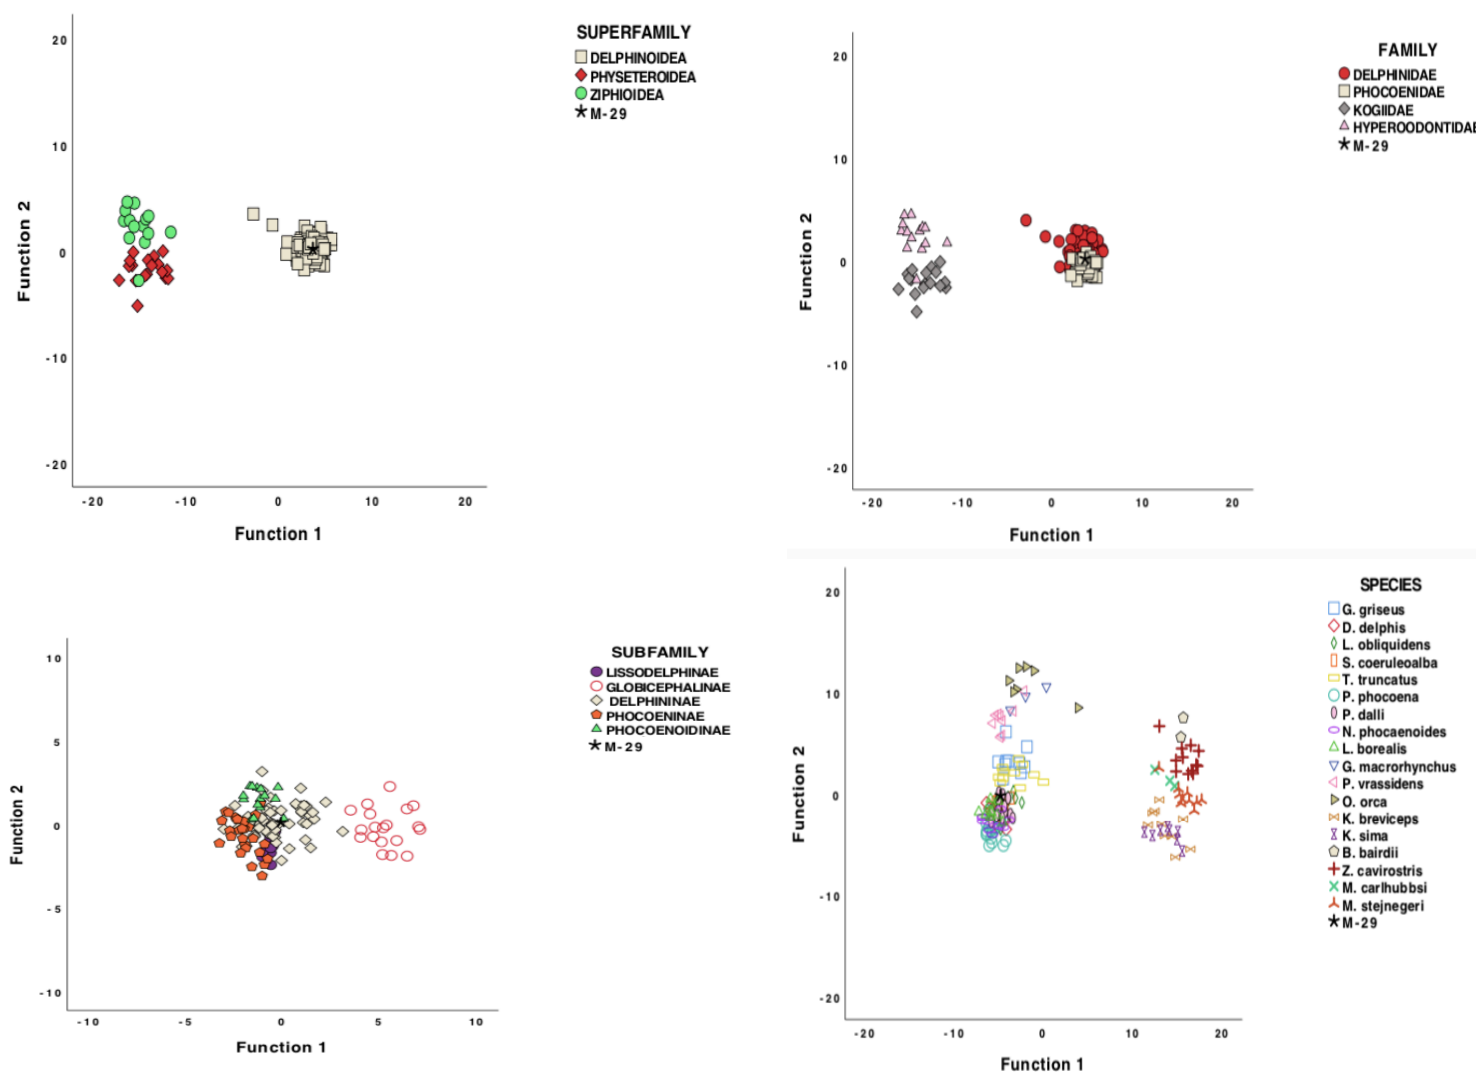 SUPERFAMILY
DELPHINOIDEA
PHYSETEROIDEA
ZIPHIOIDEA
M-29
20
10
0
-10
-20
Function 2
-20 -10 0 10 20
Function 1
FAMILY
DELPHINIDAE
PHOCOENIDAE
KOGIIDAE
HYPEROODONTIDAE
M-29
20
10
0
-10
-20
Function 2
-20 -10 0 10 20
Function 1
SUBFAMILY
LISSODELPHINAE
GLOBICEPHALINAE
DELPHININAE
PHOCOENINAE
PHOCOENOIDINAE
M-29
10
5
0
-5
-10
Function 2
-10 -5 0 5 10
Function 1
SPECIES
G. griseus
D. delphis
L. obliquidens
S. coeruleoalba
T. truncatus
P. phocoena
P. dalli
N. phocaenoides
L. borealis
G. macrorhynchus
P. vrassidens
O. orca
K. breviceps
K. sima
B. bairdii
Z. cavirostris
M. carlhubbsi
M. stejnegeri
M-29
20
10
0
-10
-20
Function 2
-20 -10 0 10 20
Function 1